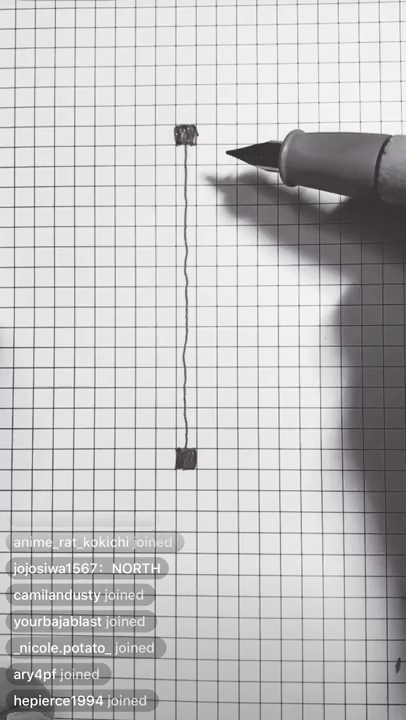 anime_rat_kokichi joined
jojosiwa1567: NORTH
camilandusty joined
yourbajablast joined
_nicole.potato_ joined
ary4pf joined
hepierce1994 joined